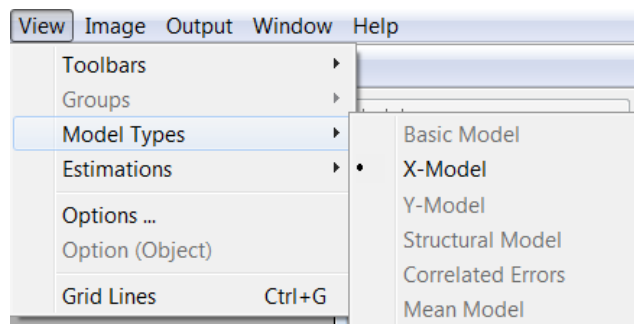 View Image Output Window Help
Toolbars
Groups
Model Types
Estimations
Options ...
Option (Object)
Grid Lines Ctrl+G
Basic Model
X-Model
Y-Model
Structural Model
Correlated Errors
Mean Model